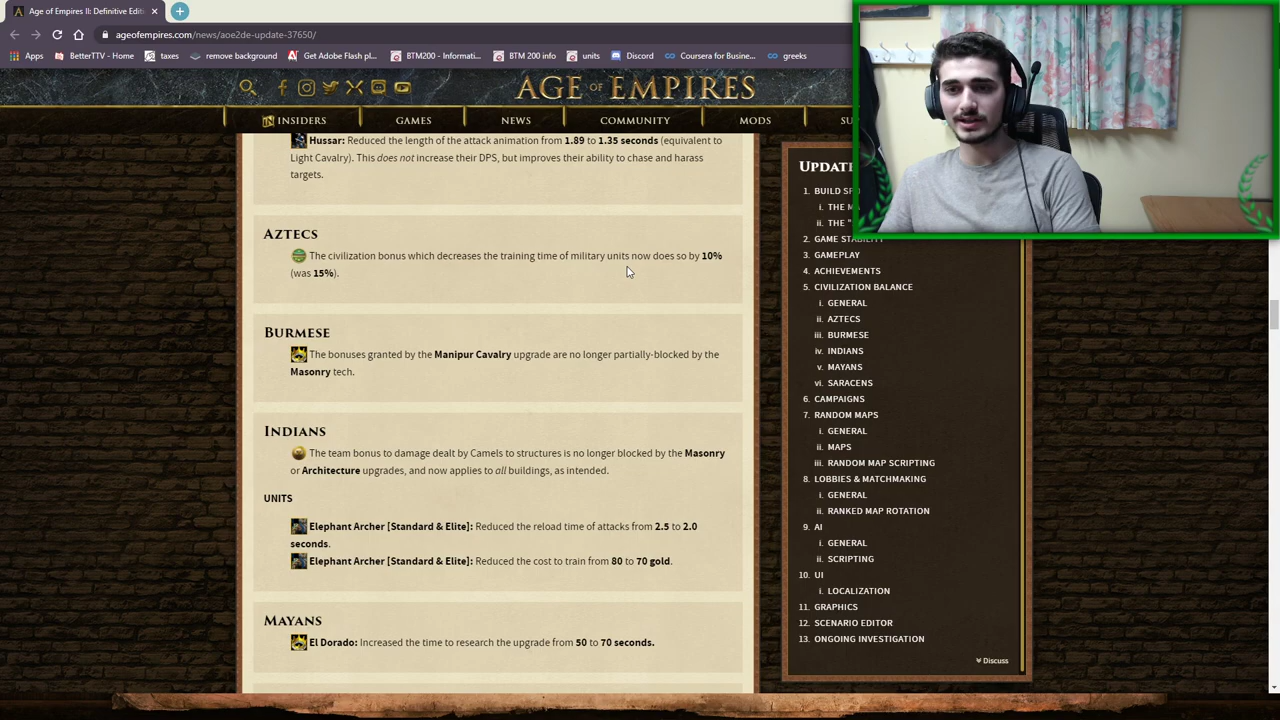 Age of Empires II: Definitive Edit
ageofempires.com/news/aoe2de-update-37650/
Apps BetterTTV - Home taxes remove background Get Adobe Flash pl... BTM200 - Informati... BTM 200 info units Discord Coursera for Busine... greeks
AGE OF EMPIRES
INSIDERS GAMES NEWS COMMUNITY MODS
Hussar: Reduced the length of the attack animation from 1.89 to 1.35 seconds (equivalent to
Light Cavalry). This does not increase their DPS, but improves their ability to chase and harass
targets.
AZTECS
The civilization bonus which decreases the training time of military units now does so by 10%
(was 15%).
BURMESE
The bonuses granted by the Manipur Cavalry upgrade are no longer partially-blocked by the
Masonry tech.
INDIANS
The team bonus to damage dealt by Camels to structures is no longer blocked by the Masonry
or Architecture upgrades, and now applies to all buildings, as intended.
UNITS
Elephant Archer [Standard & Elite]: Reduced the reload time of attacks from 2.5 to 2.0
seconds.
Elephant Archer [Standard & Elite]: Reduced the cost to train from 80 to 70 gold.
MAYANS
El Dorado: Increased the time to research the upgrade from 50 to 70 seconds.
1. BUILD
i. THE
ii. THE "
2. GAME STABILITY
3. GAMEPLAY
4. ACHIEVEMENTS
5. CIVILIZATION BALANCE
i. GENERAL
ii. AZTECS
iii. BURMESE
iv. INDIANS
v. MAYANS
vi. SARACENS
6. CAMPAIGNS
7. RANDOM MAPS
i. GENERAL
ii. MAPS
iii. RANDOM MAP SCRIPTING
8. LOBBIES & MATCHMAKING
i. GENERAL
ii. RANKED MAP ROTATION
9. AI
i. GENERAL
ii. SCRIPTING
10. UI
i. LOCALIZATION
11. GRAPHICS
12. SCENARIO EDITOR
13. ONGOING INVESTIGATION
Discuss